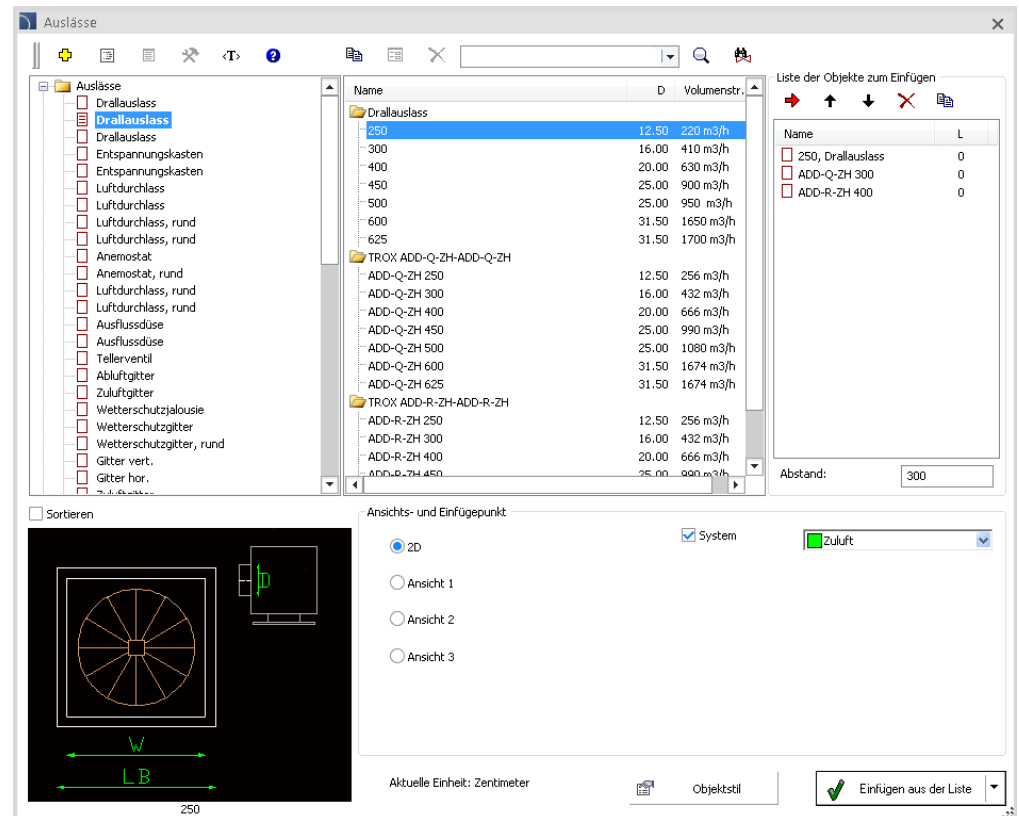 Auslässe
<T>
Auslässe
Drallauslass
Drallauslass
Drallauslass
Entspannungskasten
Entspannungskasten
Luftdurchlass
Luftdurchlass
Luftdurchlass, rund
Luftdurchlass, rund
Anemostat
Anemostat, rund
Luftdurchlass, rund
Luftdurchlass, rund
Ausflussdüse
Ausflussdüse
Tellerventil
Abluftgitter
Zuluftgitter
Wetterschutzjalousie
Wetterschutzgitter
Wetterschutzgitter, rund
Gitter vert.
Gitter hor.
Zuluftgitter
Name D Volumenstr.
Drallauslass
250 12.50 220 m3/h
300 16.00 410 m3/h
400 20.00 630 m3/h
450 25.00 900 m3/h
500 25.00 950 m3/h
600 31.50 1650 m3/h
625 31.50 1700 m3/h
TROX ADD-Q-ZH-ADD-Q-ZH
ADD-Q-ZH 250 12.50 256 m3/h
ADD-Q-ZH 300 16.00 432 m3/h
ADD-Q-ZH 400 20.00 666 m3/h
ADD-Q-ZH 450 25.00 990 m3/h
ADD-Q-ZH 500 25.00 1080 m3/h
ADD-Q-ZH 600 31.50 1674 m3/h
ADD-Q-ZH 625 31.50 1674 m3/h
TROX ADD-R-ZH-ADD-R-ZH
ADD-R-ZH 250 12.50 256 m3/h
ADD-R-ZH 300 16.00 432 m3/h
ADD-R-ZH 400 20.00 666 m3/h
ADD-R-ZH 450 25.00 990 m3/h
Liste der Objekte zum Einfügen
Name L
250, Drallauslass 0
ADD-Q-ZH 300 0
ADD-R-ZH 400 0
Abstand: 300
Sortieren
D
W
LB
250
Ansichts- und Einfügepunkt
2D
Ansicht 1
Ansicht 2
Ansicht 3
System
Zuluft
Aktuelle Einheit: Zentimeter
Objektstil
Einfügen aus der Liste